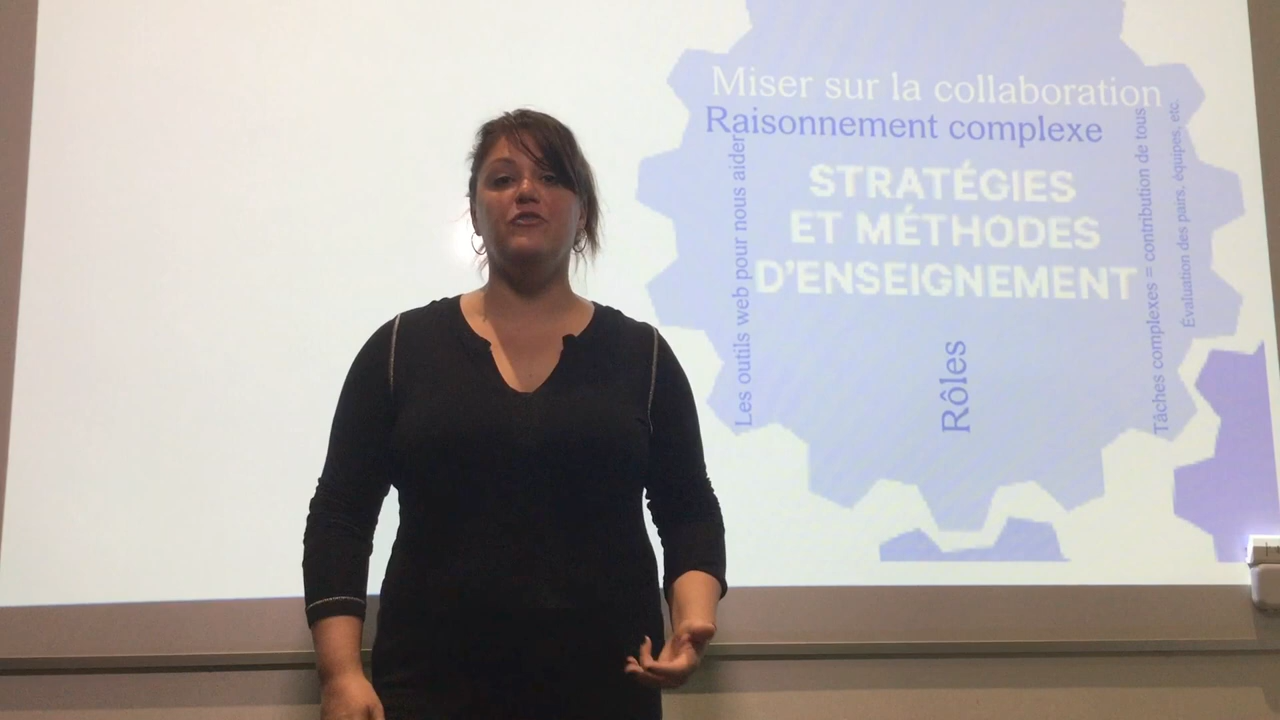 Miser sur la collaboration
Raisonnement complexe
Les outils web pour nous aider
STRATÉGIES
ET MÉTHODES
D'ENSEIGNEMENT
Rôles
Tâches complexes = contribution de tous
Évaluation des pairs, équipes, etc.